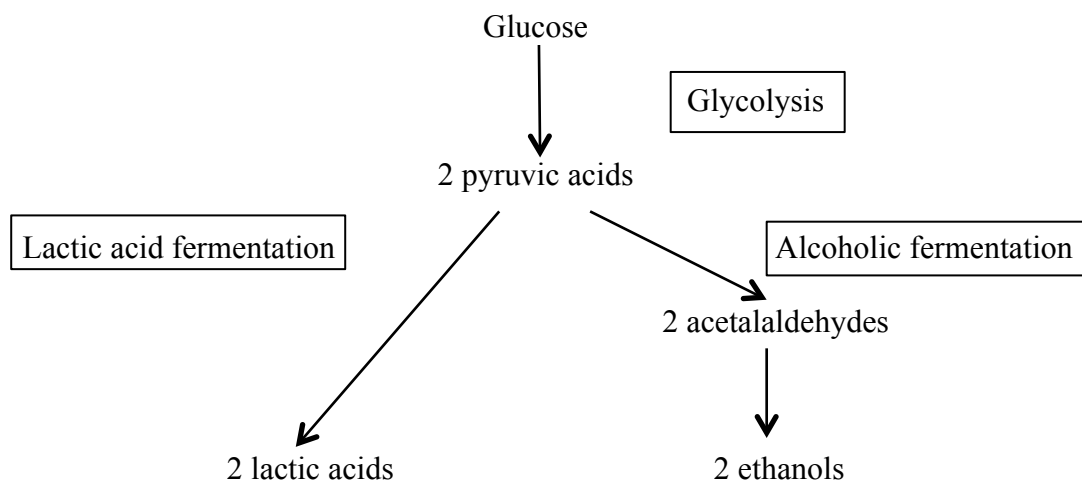 Glucose
Glycolysis
2 pyruvic acids
Lactic acid fermentation
Alcoholic fermentation
2 acetalaldehydes
2 lactic acids
2 ethanols